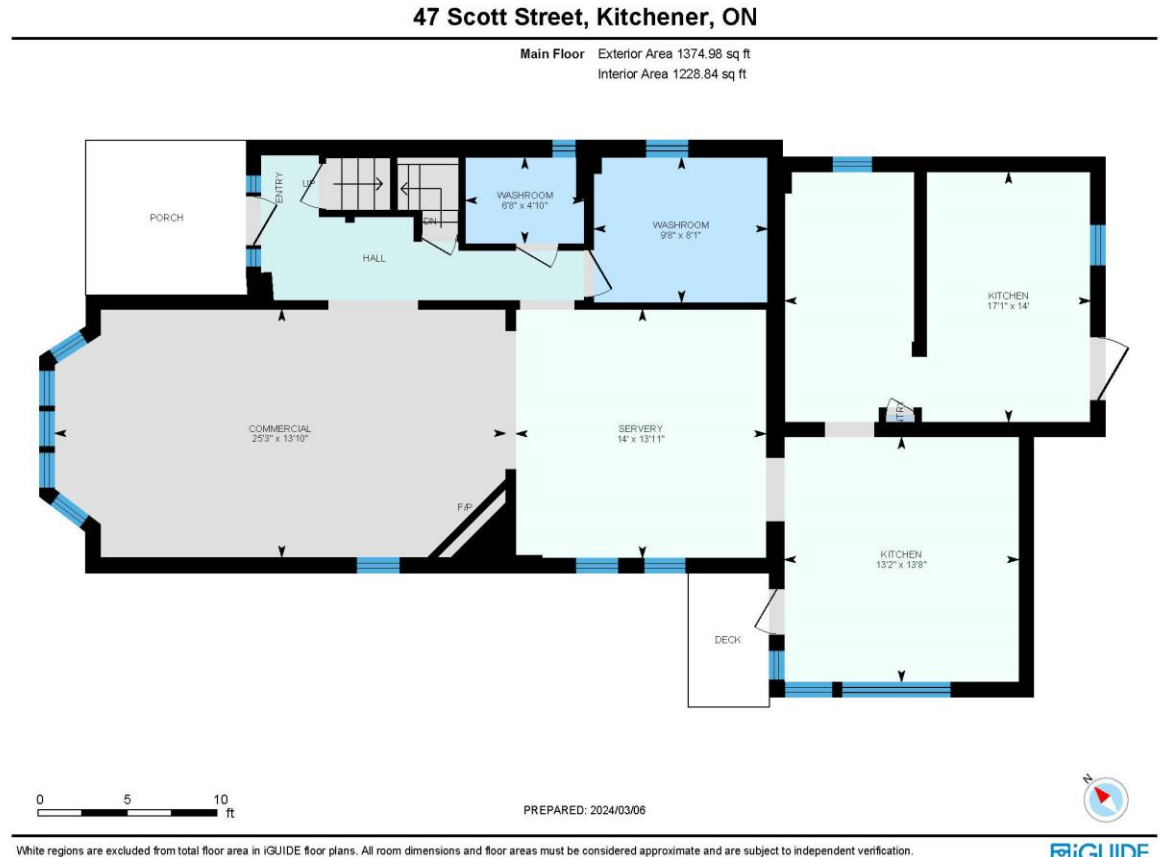 47 Scott Street, Kitchener, ON
Main Floor Exterior Area 1374.98 sq ft
Interior Area 1228.84 sq ft
PORCH
ENTRY
UP
DN
HALL
WASHROOM
6'8" x 4'10"
WASHROOM
9'8" x 8'1"
KITCHEN
17'1" x 14'
COMMERCIAL
25'3" x 13'10"
SERVERY
14' x 13'11"
F/P
KITCHEN
13'2" x 13'8"
DECK
N
0 5 10
ft
PREPARED: 2024/03/06
White regions are excluded from total floor area in iGUIDE floor plans. All room dimensions and floor areas must be considered approximate and are subject to independent verification.
iGUIDE